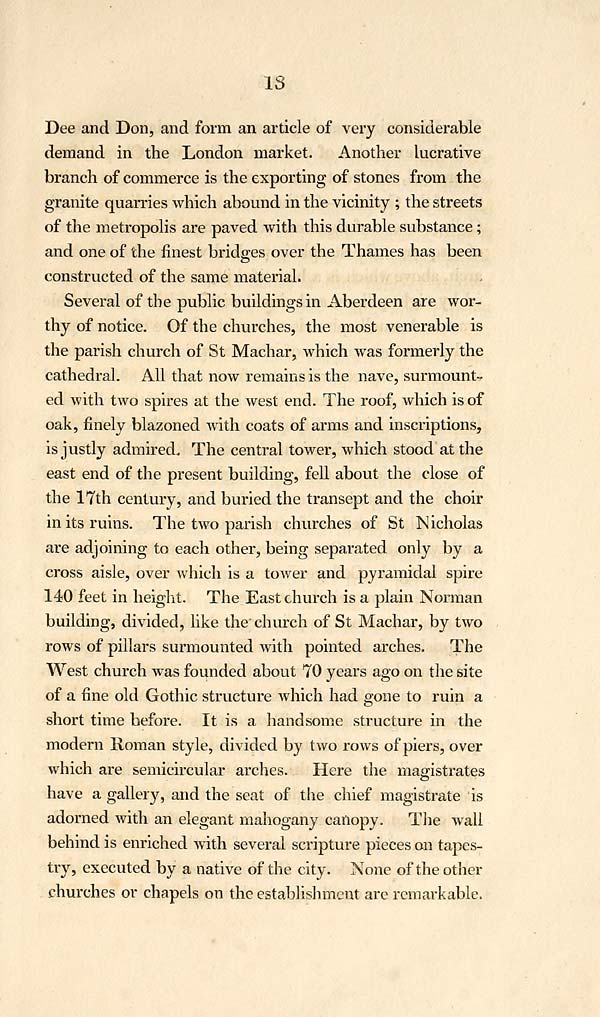 18
Dee and Don, and form an article of very considerable
demand in the London market. Another lucrative
branch of commerce is the exporting of stones from the
granite quarries which abound in the vicinity ; the streets
of the metropolis are paved with this durable substance ;
and one of the finest bridges over the Thames has been
constructed of the same material.
Several of the public buildings in Aberdeen are wor-
thy of notice. Of the churches, the most venerable is
the parish church of St Machar, which was formerly the
cathedral. All that now remains is the nave, surmount-
ed with two spires at the west end. The roof, which is of
oak, finely blazoned with coats of arms and inscriptions,
is justly admired. The central tower, which stood at the
east end of the present building, fell about the close of
the 17th century, and buried the transept and the choir
in its ruins. The two parish churches of St Nicholas
are adjoining to each other, being separated only by a
cross aisle, over which is a tower and pyramidal spire
140 feet in height. The East church is a plain Norman
building, divided, like the church of St Machar, by two
rows of pillars surmounted with pointed arches. The
West church was founded about 70 years ago on the site
of a fine old Gothic structure which had gone to ruin a
short time before. It is a handsome structure in the
modern Roman style, divided by two rows of piers, over
which are semicircular arches. Here the magistrates
have a gallery, and the seat of the chief magistrate is
adorned with an elegant mahogany canopy. The wall
behind is enriched with several scripture pieces on tapes-
try, executed by a native of the city. None of the other
churches or chapels on the establishment are remarkable.